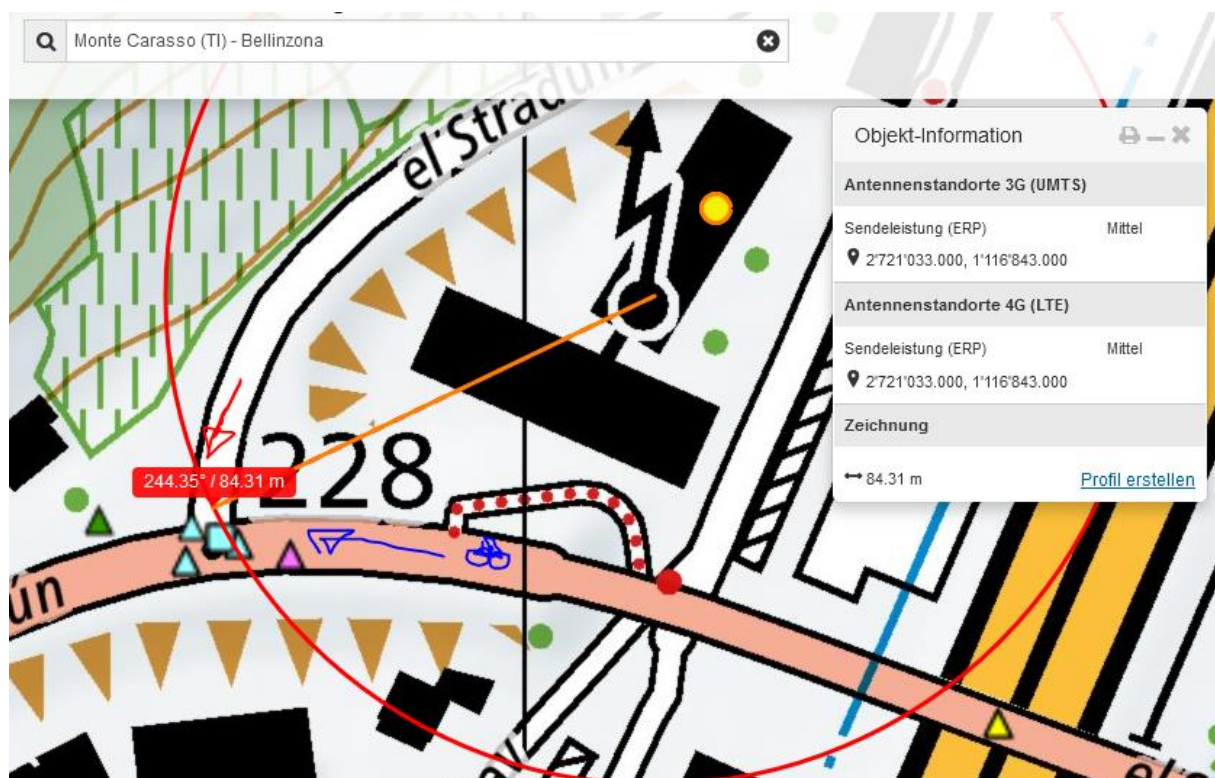 Monte Carasso (TI) - Bellinzona
el'Stradún
Objekt-Information
Antennenstandorte 3G (UMTS)
Sendeleistung (ERP) Mittel
2'721'033.000, 1'116'843.000
Antennenstandorte 4G (LTE)
Sendeleistung (ERP) Mittel
2'721'033.000, 1'116'843.000
Zeichnung
84.31 m Profil erstellen
228
244.35° / 84.31 m
ún